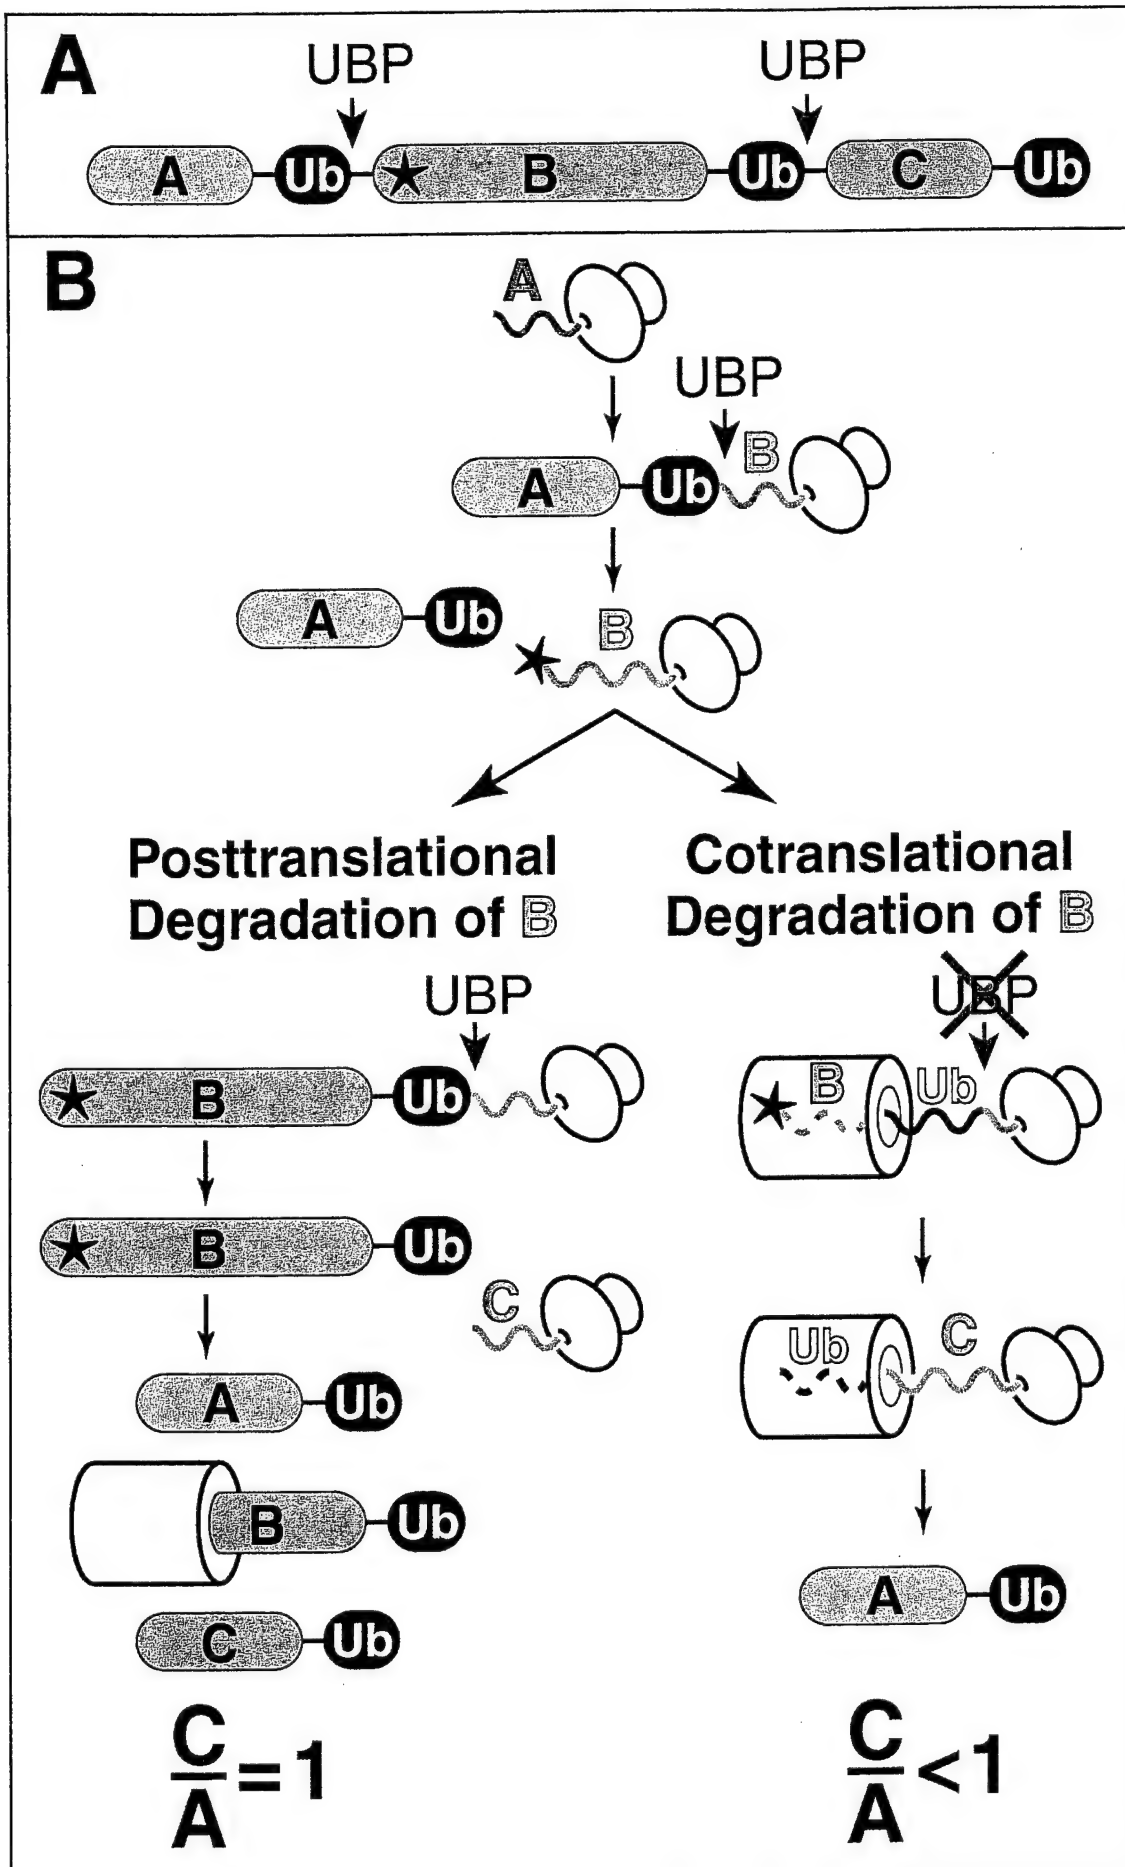 A
UBP UBP
A Ub B Ub C Ub
B
A
UBP
A Ub B
A Ub B
Posttranslational
Degradation of B
Cotranslational
Degradation of B
UBP
B Ub
B Ub
C
A Ub
B Ub
C Ub
C
A
= 1
UBP
B Ub
Ub C
A Ub
C
A
< 1